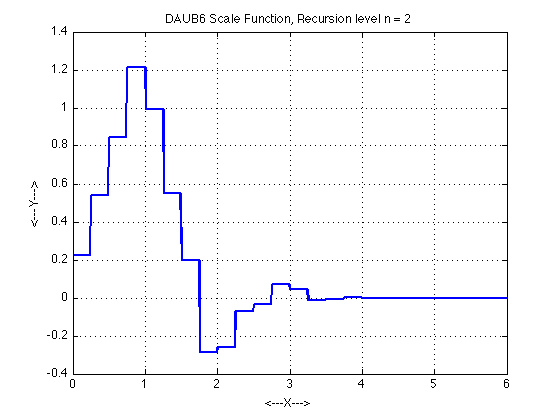 DAUB6 Scale Function, Recursion level n = 2
1.4
1.2
1
0.8
0.6
0.4
0.2
0
-0.2
-0.4
<---Y--->
0 1 2 3 4 5 6
<---X--->